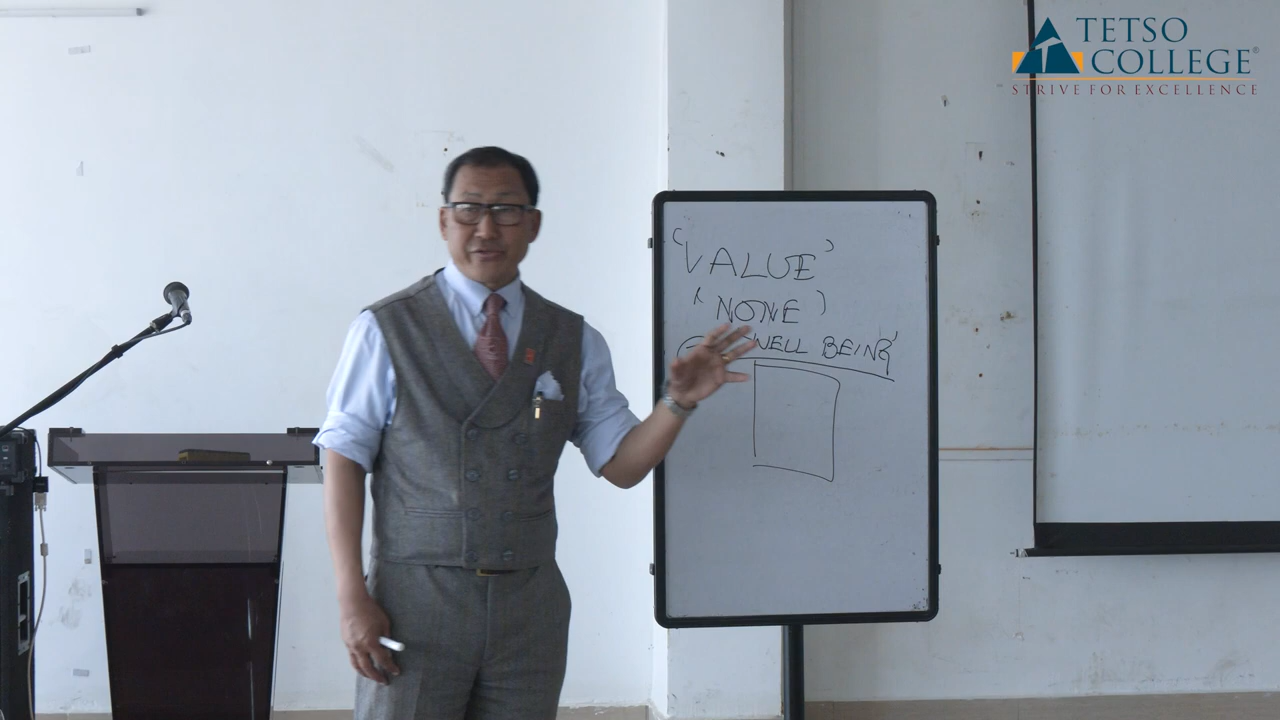 TETSO
COLLEGE®
STRIVE FOR EXCELLENCE
'VALUE'
'NONE'
WELL BEING'